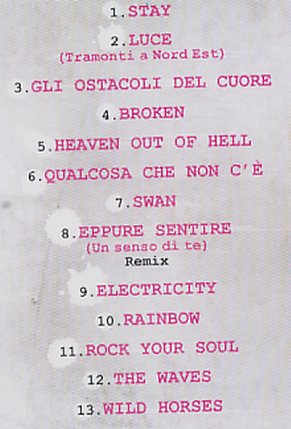 1.STAY
2.LUCE
(Tramonti a Nord Est)
3.GLI OSTACOLI DEL CUORE
4.BROKEN
5.HEAVEN OUT OF HELL
6.QUALCOSA CHE NON C'È
7.SWAN
8.EPPURE SENTIRE
(Un senso di te)
Remix
9.ELECTRICITY
10.RAINBOW
11.ROCK YOUR SOUL
12.THE WAVES
13.WILD HORSES